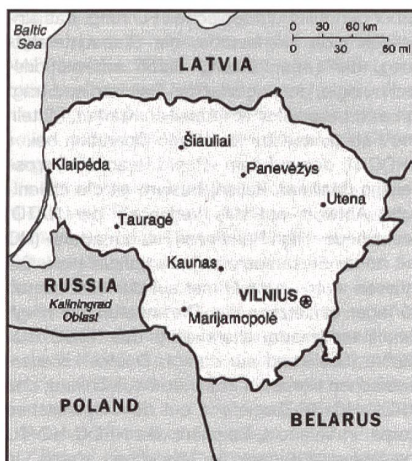 Baltic
Sea
0 30 60 km
0 30 60 mi
LATVIA
Šiauliai
Klaipėda
Panevėžys
Utena
Tauragė
Kaunas
RUSSIA
Kaliningrad
Oblast
VILNIUS
Marijamopolė
POLAND
BELARUS